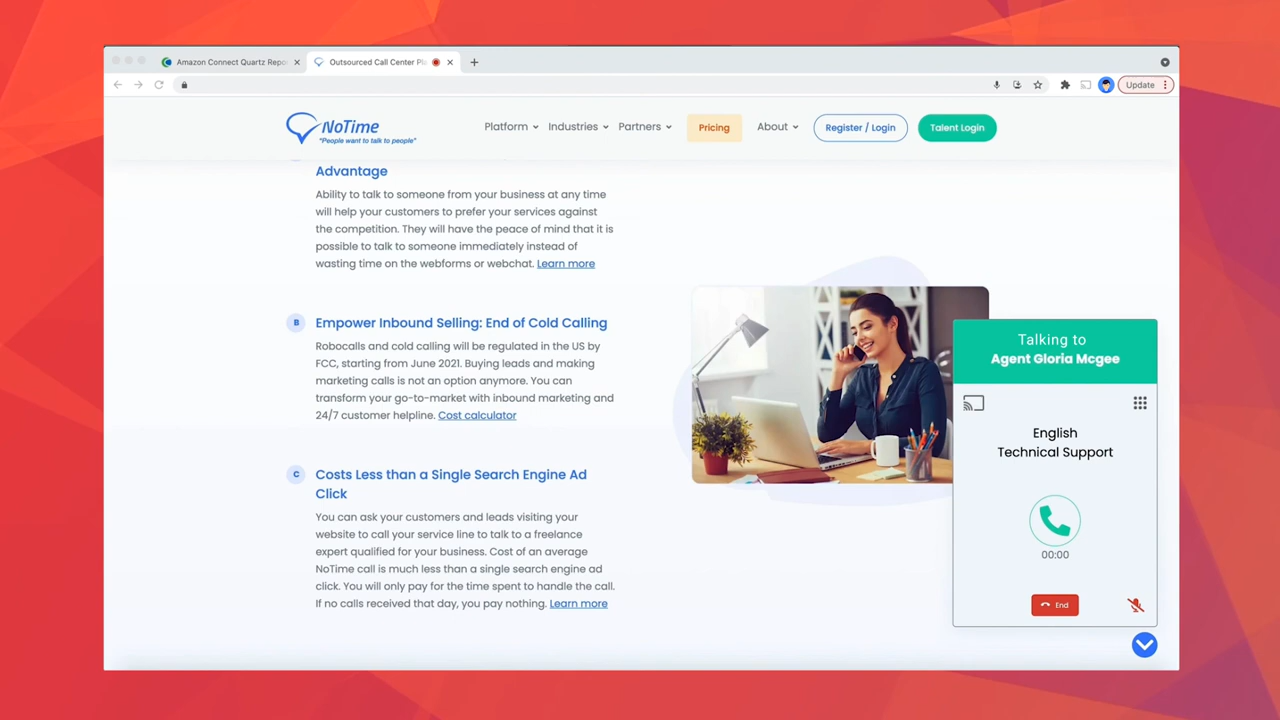 Amazon Connect Quartz Repo
Outsourced Call Center Pla
Update
NoTime
"People want to talk to people"
Platform
Industries
Partners
Pricing
About
Register / Login
Talent Login
Advantage
Ability to talk to someone from your business at any time
will help your customers to prefer your services against
the competition. They will have the peace of mind that it is
possible to talk to someone immediately instead of
wasting time on the webforms or webchat. Learn more
B
Empower Inbound Selling: End of Cold Calling
Robocalls and cold calling will be regulated in the US by
FCC, starting from June 2021. Buying leads and making
marketing calls is not an option anymore. You can
transform your go-to-market with inbound marketing and
24/7 customer helpline. Cost calculator
C
Costs Less than a Single Search Engine Ad
Click
You can ask your customers and leads visiting your
website to call your service line to talk to a freelance
expert qualified for your business. Cost of an average
NoTime call is much less than a single search engine ad
click. You will only pay for the time spent to handle the call.
If no calls received that day, you pay nothing. Learn more
Talking to
Agent Gloria Mcgee
English
Technical Support
00:00
End